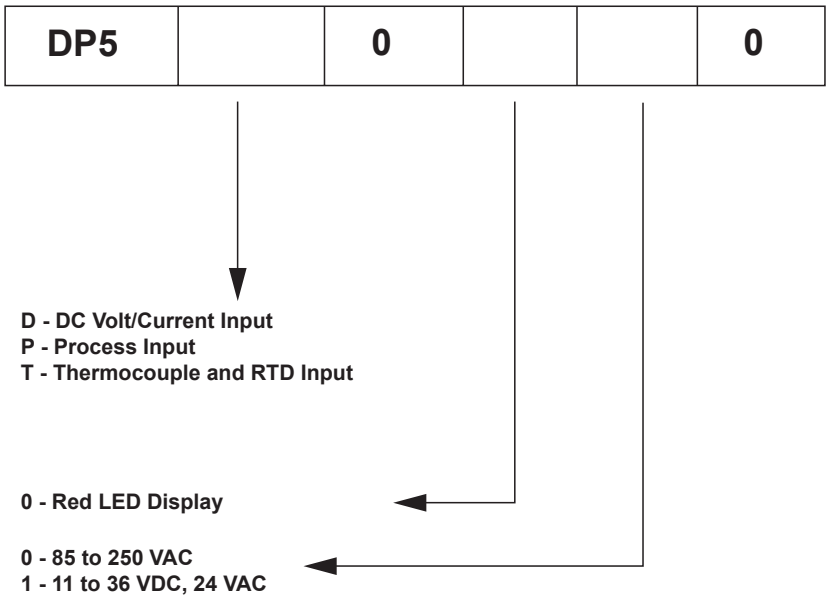 DP5 0 0
D - DC Volt/Current Input
P - Process Input
T - Thermocouple and RTD Input
0 - Red LED Display
0 - 85 to 250 VAC
1 - 11 to 36 VDC, 24 VAC